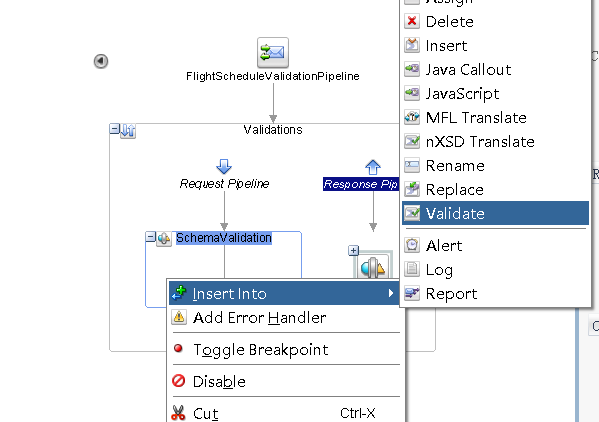 Assign
Delete
Insert
Java Callout
JavaScript
MFL Translate
nXSD Translate
Rename
Replace
Validate
Alert
Log
Report
FlightScheduleValidationPipeline
Validations
Request Pipeline
Response Pip
SchemaValidation
Insert Into
Add Error Handler
Toggle Breakpoint
Disable
Cut Ctrl-X
C
R
O